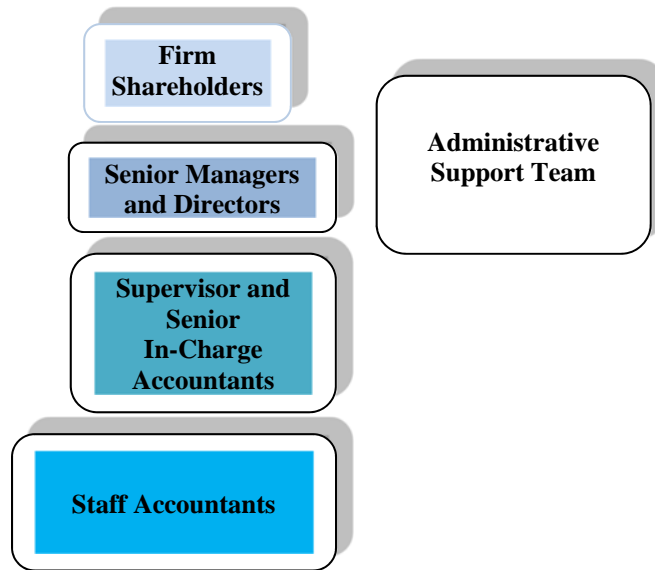 Firm
Shareholders
Administrative
Support Team
Senior Managers
and Directors
Supervisor and
Senior
In-Charge
Accountants
Staff Accountants